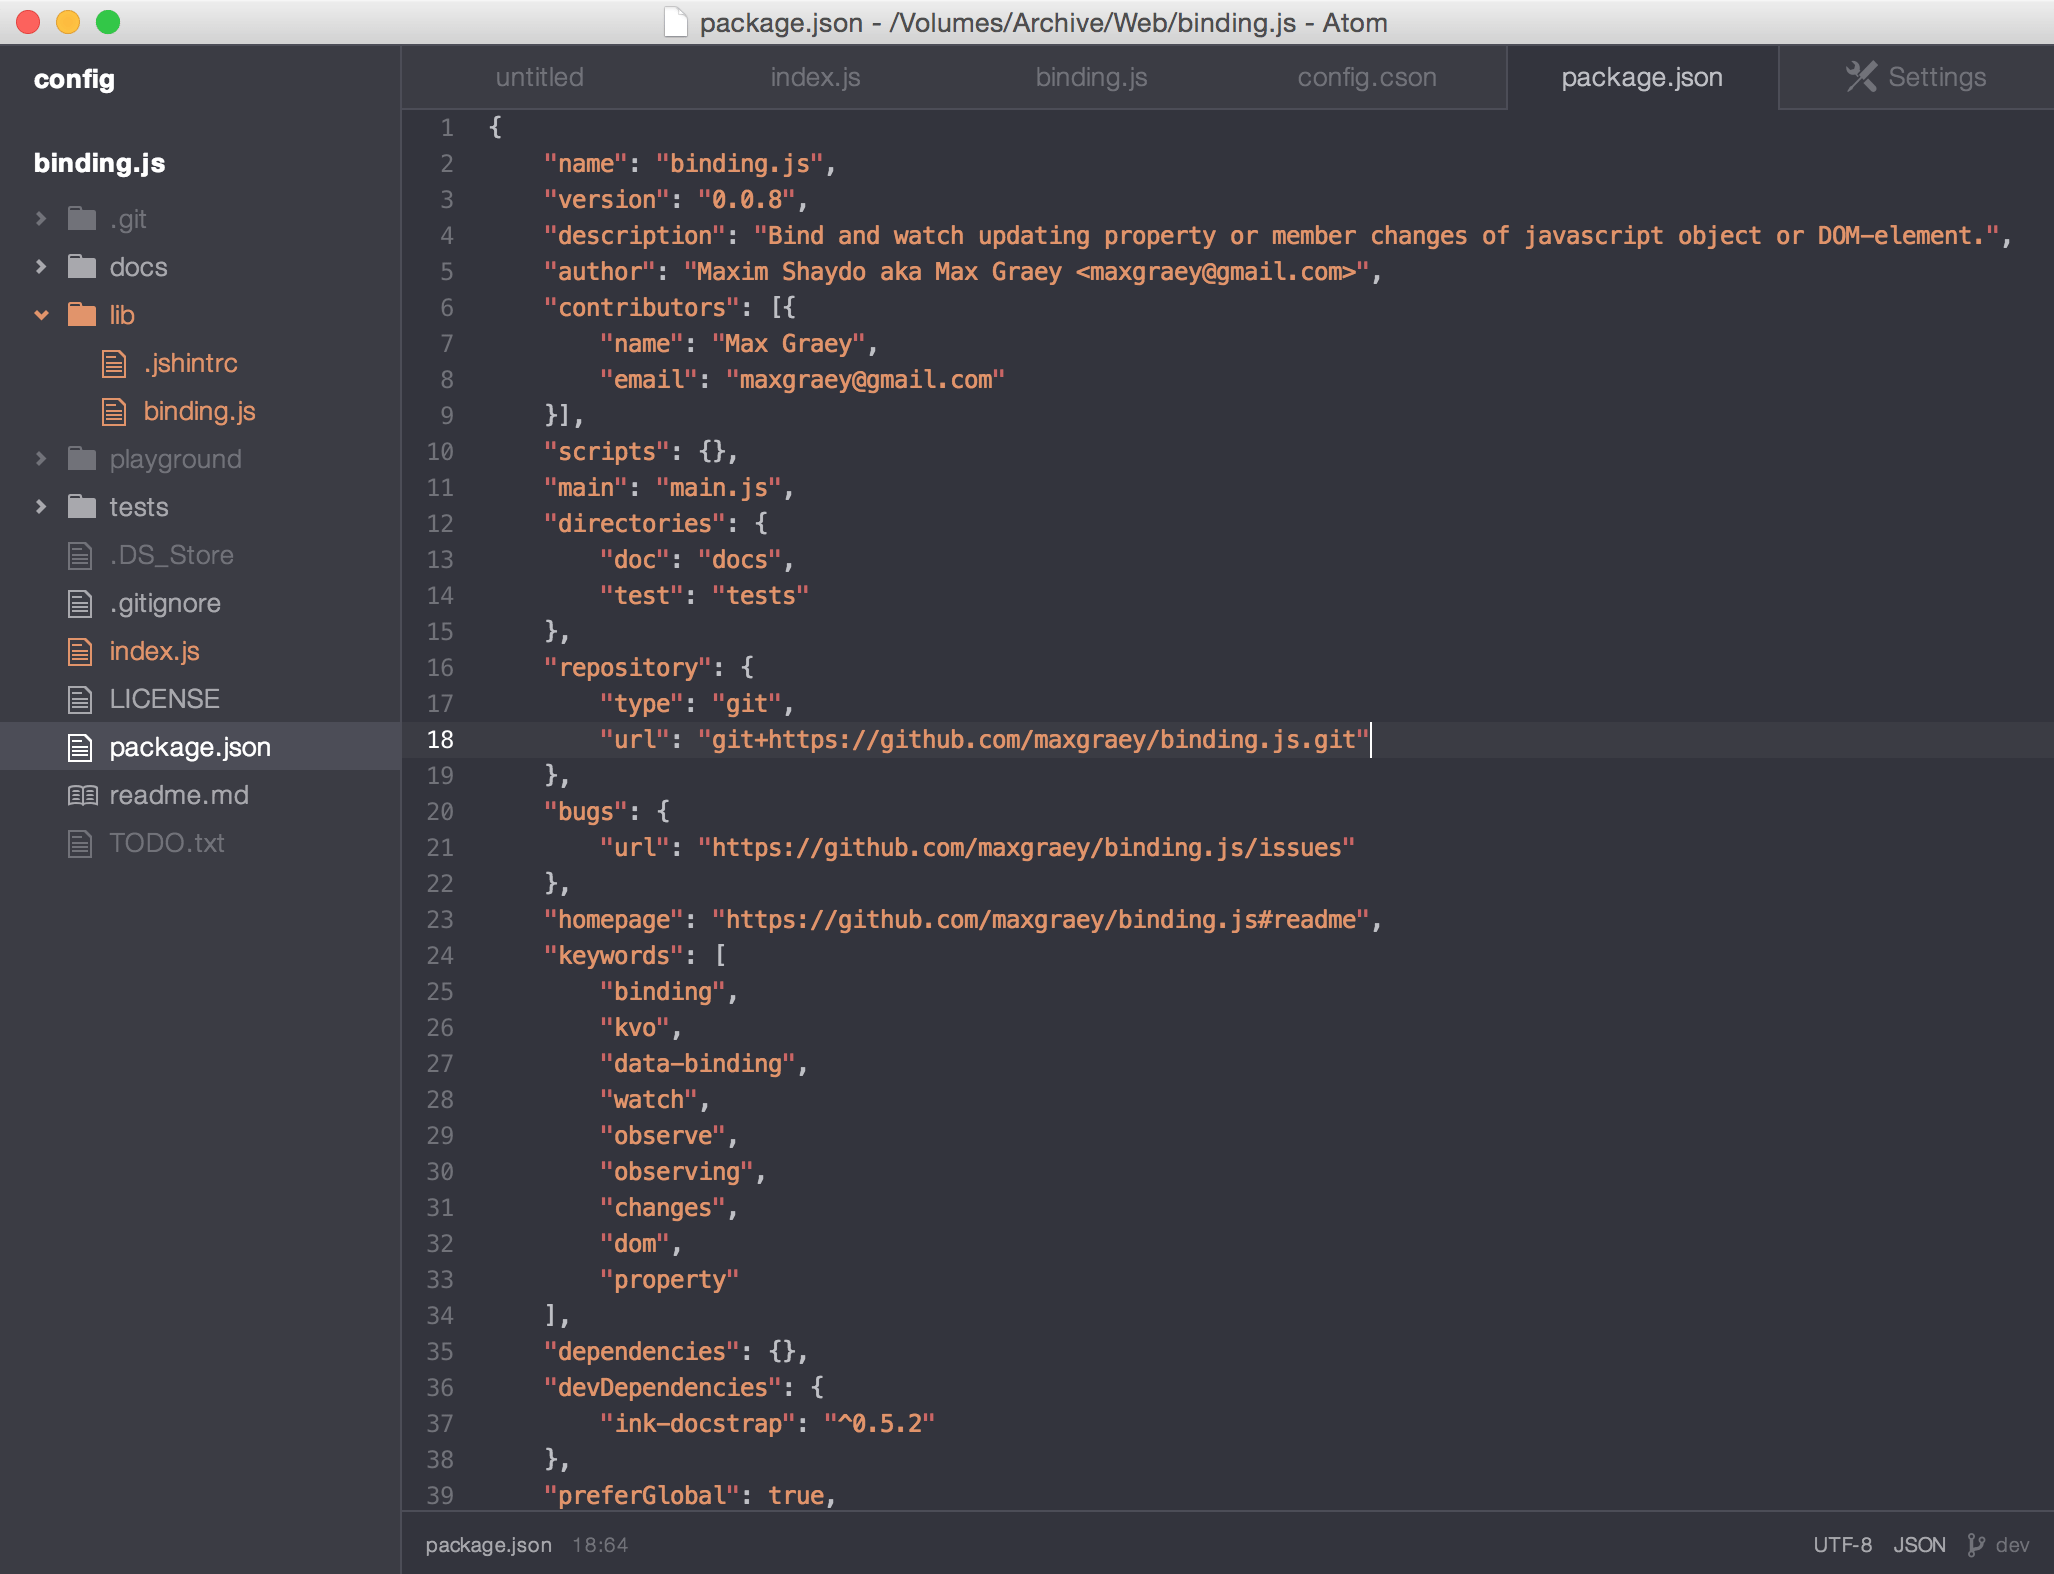 package.json - /Volumes/Archive/Web/binding.js - Atom
config
binding.js
.git
docs
lib
.jshintrc
binding.js
playground
tests
.DS_Store
.gitignore
index.js
LICENSE
package.json
readme.md
TODO.txt
untitled index.js binding.js config.cson package.json Settings
1 {
2     "name": "binding.js",
3     "version": "0.0.8",
4     "description": "Bind and watch updating property or member changes of javascript object or DOM-element.",
5     "author": "Maxim Shaydo aka Max Graey <maxgraey@gmail.com>",
6     "contributors": [{
7         "name": "Max Graey",
8         "email": "maxgraey@gmail.com"
9     }],
10     "scripts": {},
11     "main": "main.js",
12     "directories": {
13         "doc": "docs",
14         "test": "tests"
15     },
16     "repository": {
17         "type": "git",
18         "url": "git+https://github.com/maxgraey/binding.js.git"
19     },
20     "bugs": {
21         "url": "https://github.com/maxgraey/binding.js/issues"
22     },
23     "homepage": "https://github.com/maxgraey/binding.js#readme",
24     "keywords": [
25         "binding",
26         "kvo",
27         "data-binding",
28         "watch",
29         "observe",
30         "observing",
31         "changes",
32         "dom",
33         "property"
34     ],
35     "dependencies": {},
36     "devDependencies": {
37         "ink-docstrap": "^0.5.2"
38     },
39     "preferGlobal": true,
package.json 18:64 UTF-8 JSON dev